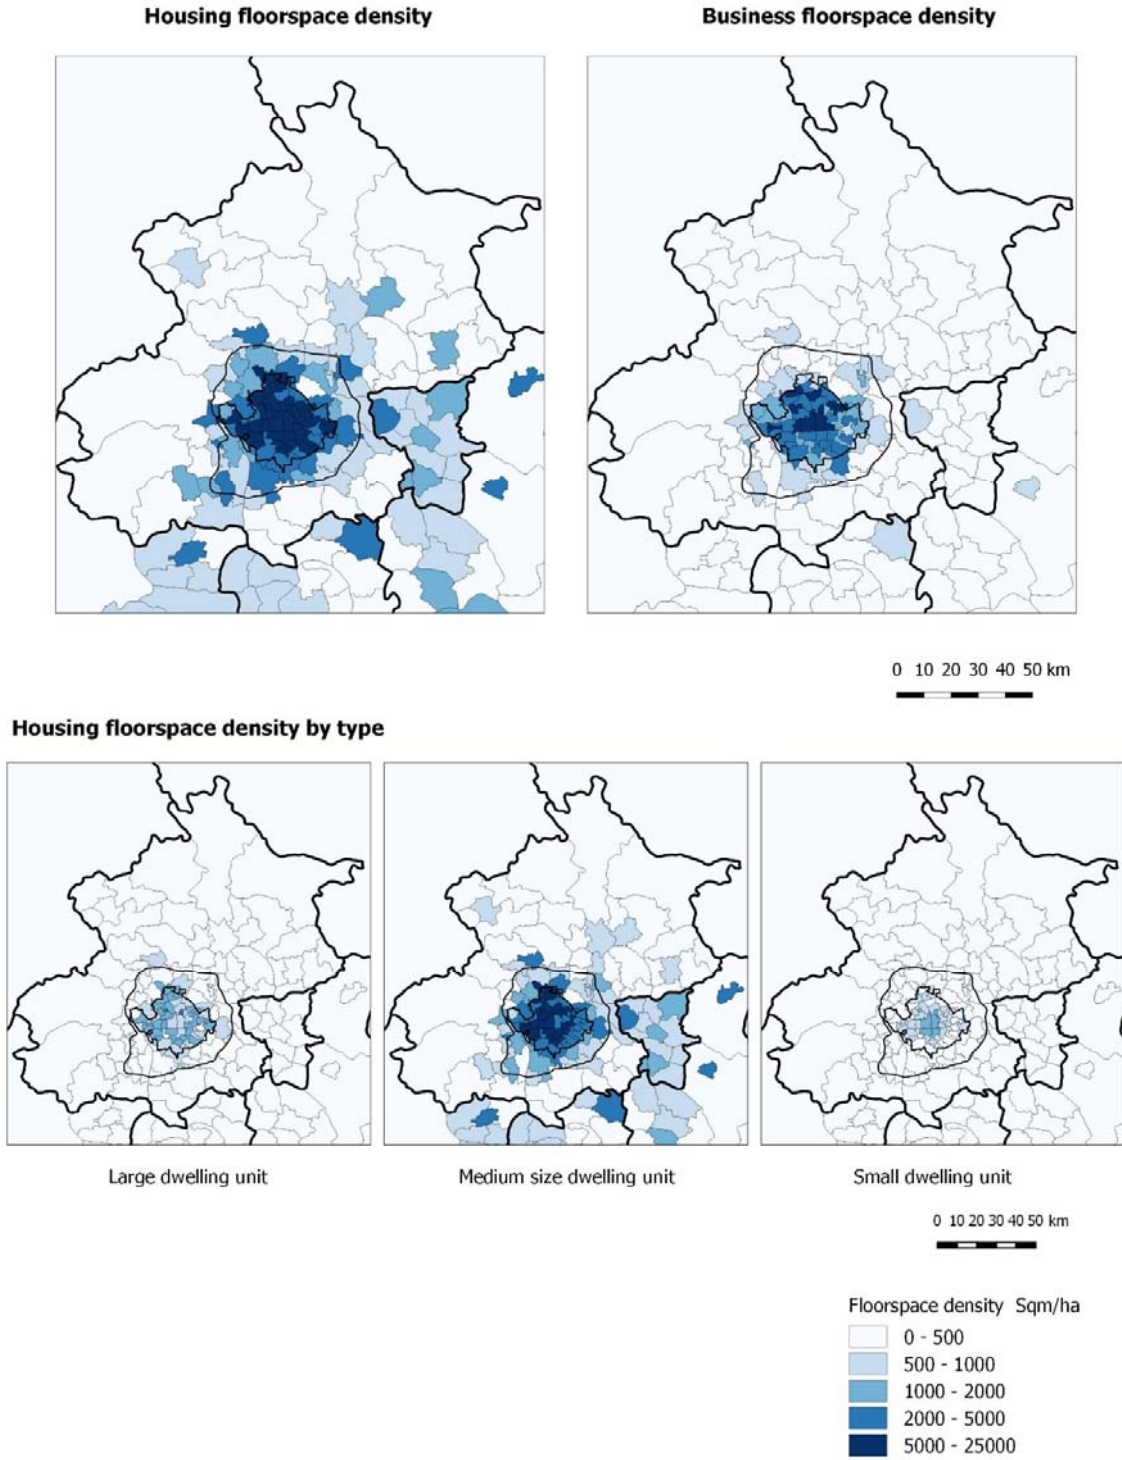 Housing floorspace density
Business floorspace density
0 10 20 30 40 50 km
Housing floorspace density by type
Large dwelling unit
Medium size dwelling unit
Small dwelling unit
0 10 20 30 40 50 km
Floorspace density Sqm/ha
0 - 500
500 - 1000
1000 - 2000
2000 - 5000
5000 - 25000